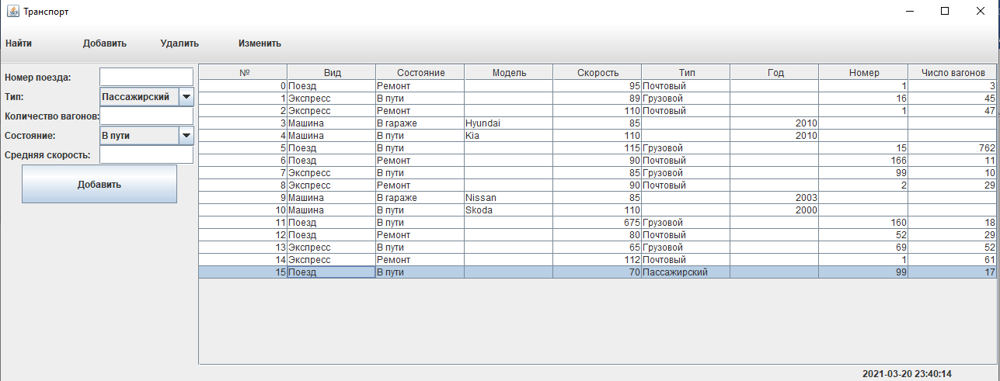 Транспорт
Найти Добавить Удалить Изменить
Номер поезда:
Тип: Пассажирский
Количество вагонов:
Состояние: В пути
Средняя скорость:
Добавить
№ Вид Состояние Модель Скорость Тип Год Номер Число вагонов
0 Поезд Ремонт 95 Почтовый 1 3
1 Экспресс В пути 89 Грузовой 16 45
2 Экспресс Ремонт 110 Почтовый 1 47
3 Машина В гараже Hyundai 85 2010
4 Машина В пути Kia 110 2010
5 Поезд В пути 115 Грузовой 15 762
6 Поезд Ремонт 90 Почтовый 166 11
7 Экспресс В пути 85 Грузовой 99 10
8 Экспресс Ремонт 90 Почтовый 2 29
9 Машина В гараже Nissan 85 2003
10 Машина В пути Skoda 110 2000
11 Поезд В пути 675 Грузовой 160 18
12 Поезд Ремонт 80 Почтовый 52 29
13 Экспресс В пути 65 Грузовой 69 52
14 Экспресс Ремонт 112 Почтовый 1 61
15 Поезд В пути 70 Пассажирский 99 17
2021-03-20 23:40:14